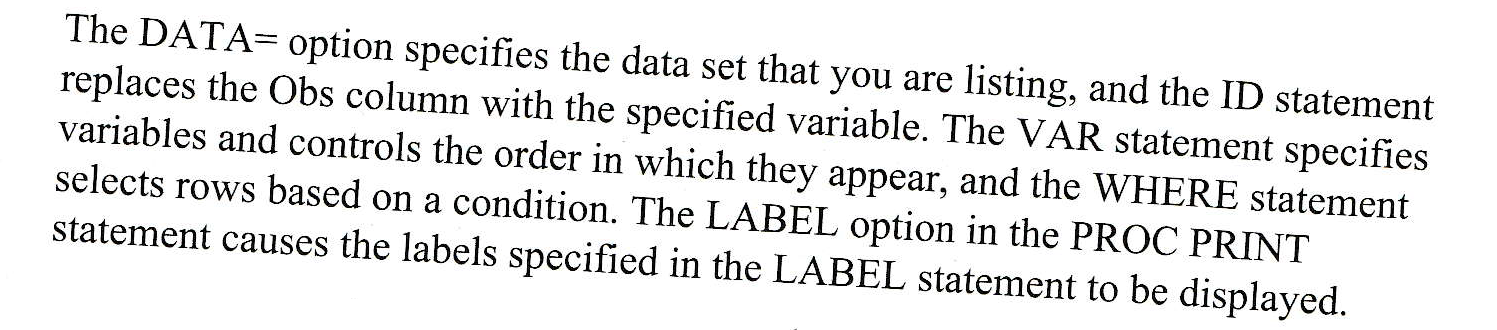 The DATA= option specifies the data set that you are listing, and the ID statement
replaces the Obs column with the specified variable. The VAR statement specifies
variables and controls the order in which they appear, and the WHERE statement
selects rows based on a condition. The LABEL option in the PROC PRINT
statement causes the labels specified in the LABEL statement to be displayed.